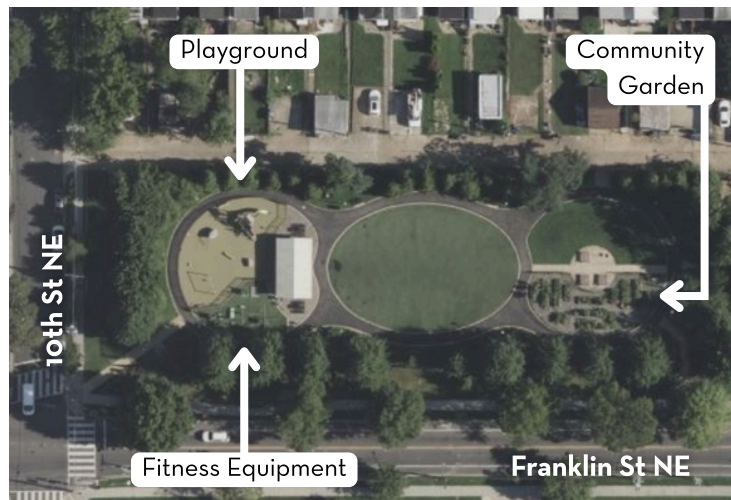 Playground
Community
Garden
10th St NE
Fitness Equipment
Franklin St NE